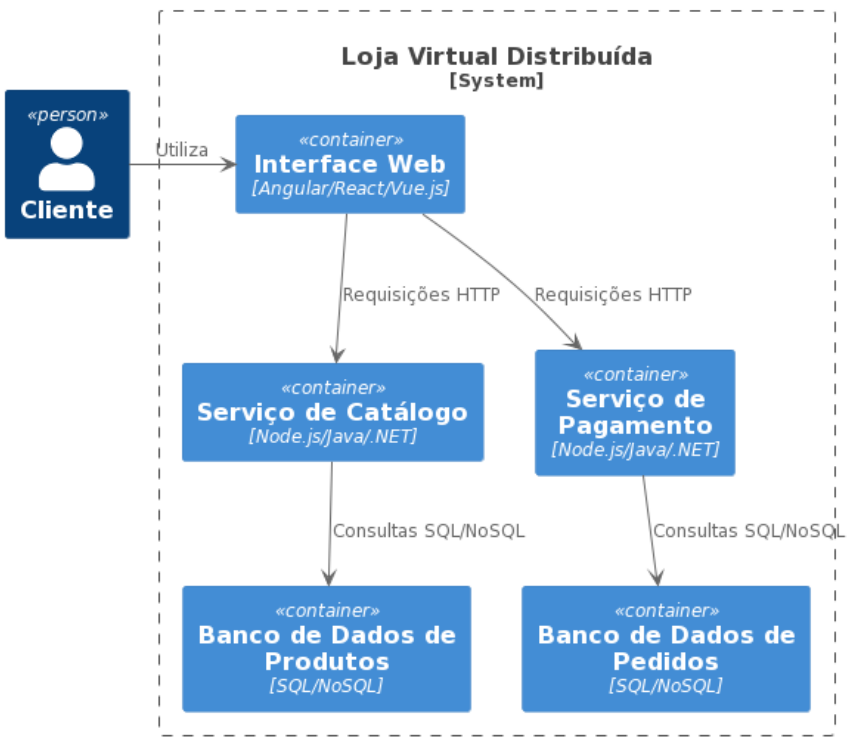 Loja Virtual Distribuída
[System]
«person»
Cliente
Utiliza
«container»
Interface Web
[Angular/React/Vue.js]
Requisições HTTP
Requisições HTTP
«container»
Serviço de Catálogo
[Node.js/Java/.NET]
«container»
Serviço de
Pagamento
[Node.js/Java/.NET]
Consultas SQL/NoSQL
Consultas SQL/NoSQL
«container»
Banco de Dados de
Produtos
[SQL/NoSQL]
«container»
Banco de Dados de
Pedidos
[SQL/NoSQL]